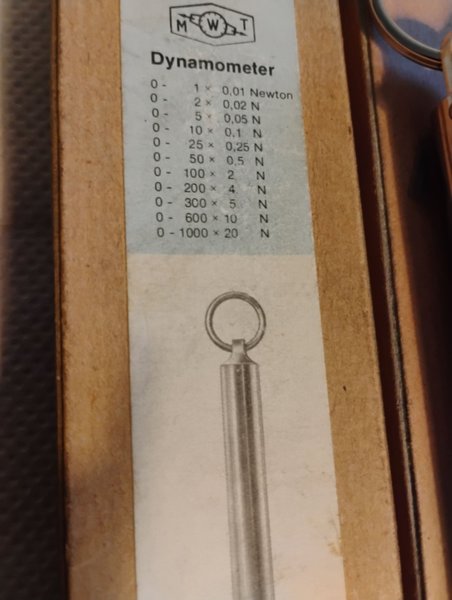 M W T
Dynamometer
0 - 1 × 0,01 Newton
0 - 2 × 0,02 N
0 - 5 × 0,05 N
0 - 10 × 0,1 N
0 - 25 × 0,25 N
0 - 50 × 0,5 N
0 - 100 × 2 N
0 - 200 × 4 N
0 - 300 × 5 N
0 - 600 × 10 N
0 - 1000 × 20 N